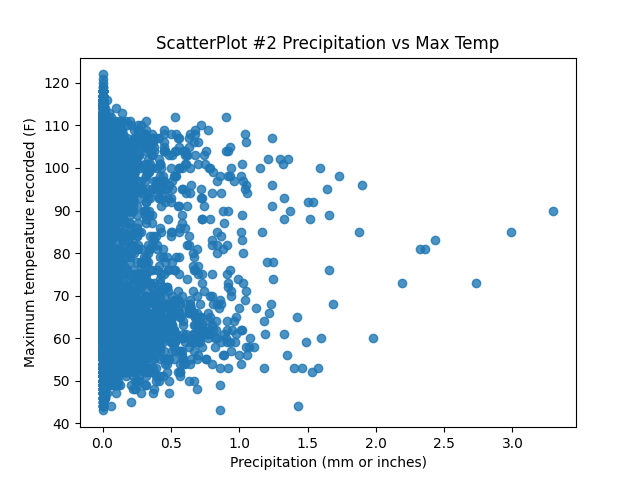 ScatterPlot #2 Precipitation vs Max Temp
Maximum temperature recorded (F)
120
110
100
90
80
70
60
50
40
0.0 0.5 1.0 1.5 2.0 2.5 3.0
Precipitation (mm or inches)